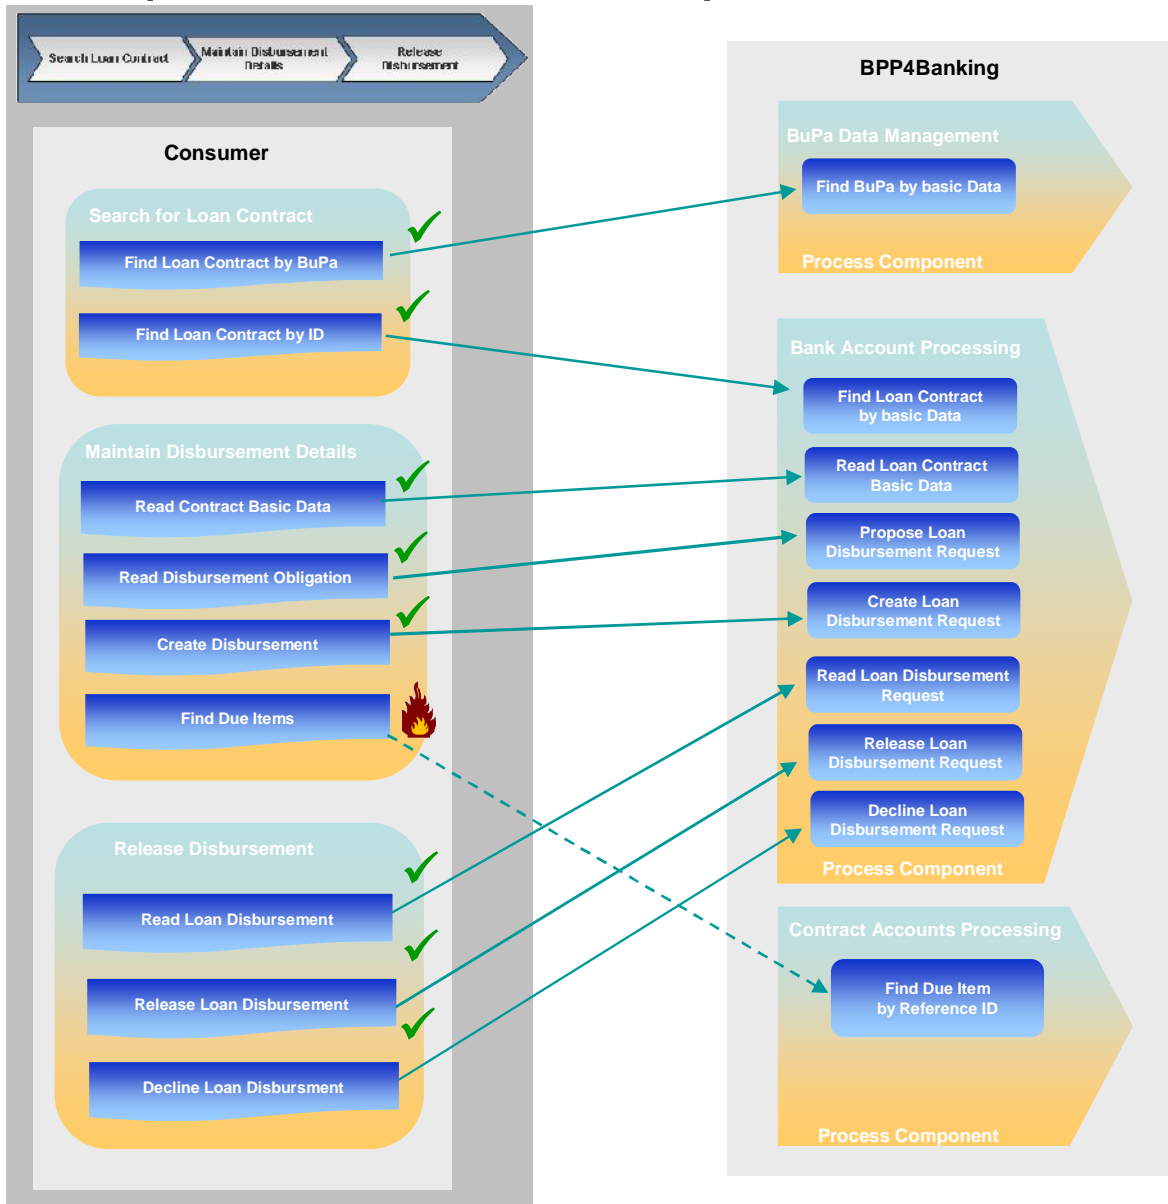 Search Loan Contract
Maintain Disbursement
Details
Release
Disbursement
Consumer
Search for Loan Contract
Find Loan Contract by BuPa
Find Loan Contract by ID
Maintain Disbursement Details
Read Contract Basic Data
Read Disbursement Obligation
Create Disbursement
Find Due Items
Release Disbursement
Read Loan Disbursement
Release Loan Disbursement
Decline Loan Disbursment
BPP4Banking
BuPa Data Management
Find BuPa by basic Data
Process Component
Bank Account Processing
Find Loan Contract
by basic Data
Read Loan Contract
Basic Data
Propose Loan
Disbursement Request
Create Loan
Disbursement Request
Read Loan Disbursement
Request
Release Loan
Disbursement Request
Decline Loan
Disbursement Request
Process Component
Contract Accounts Processing
Find Due Item
by Reference ID
Process Component